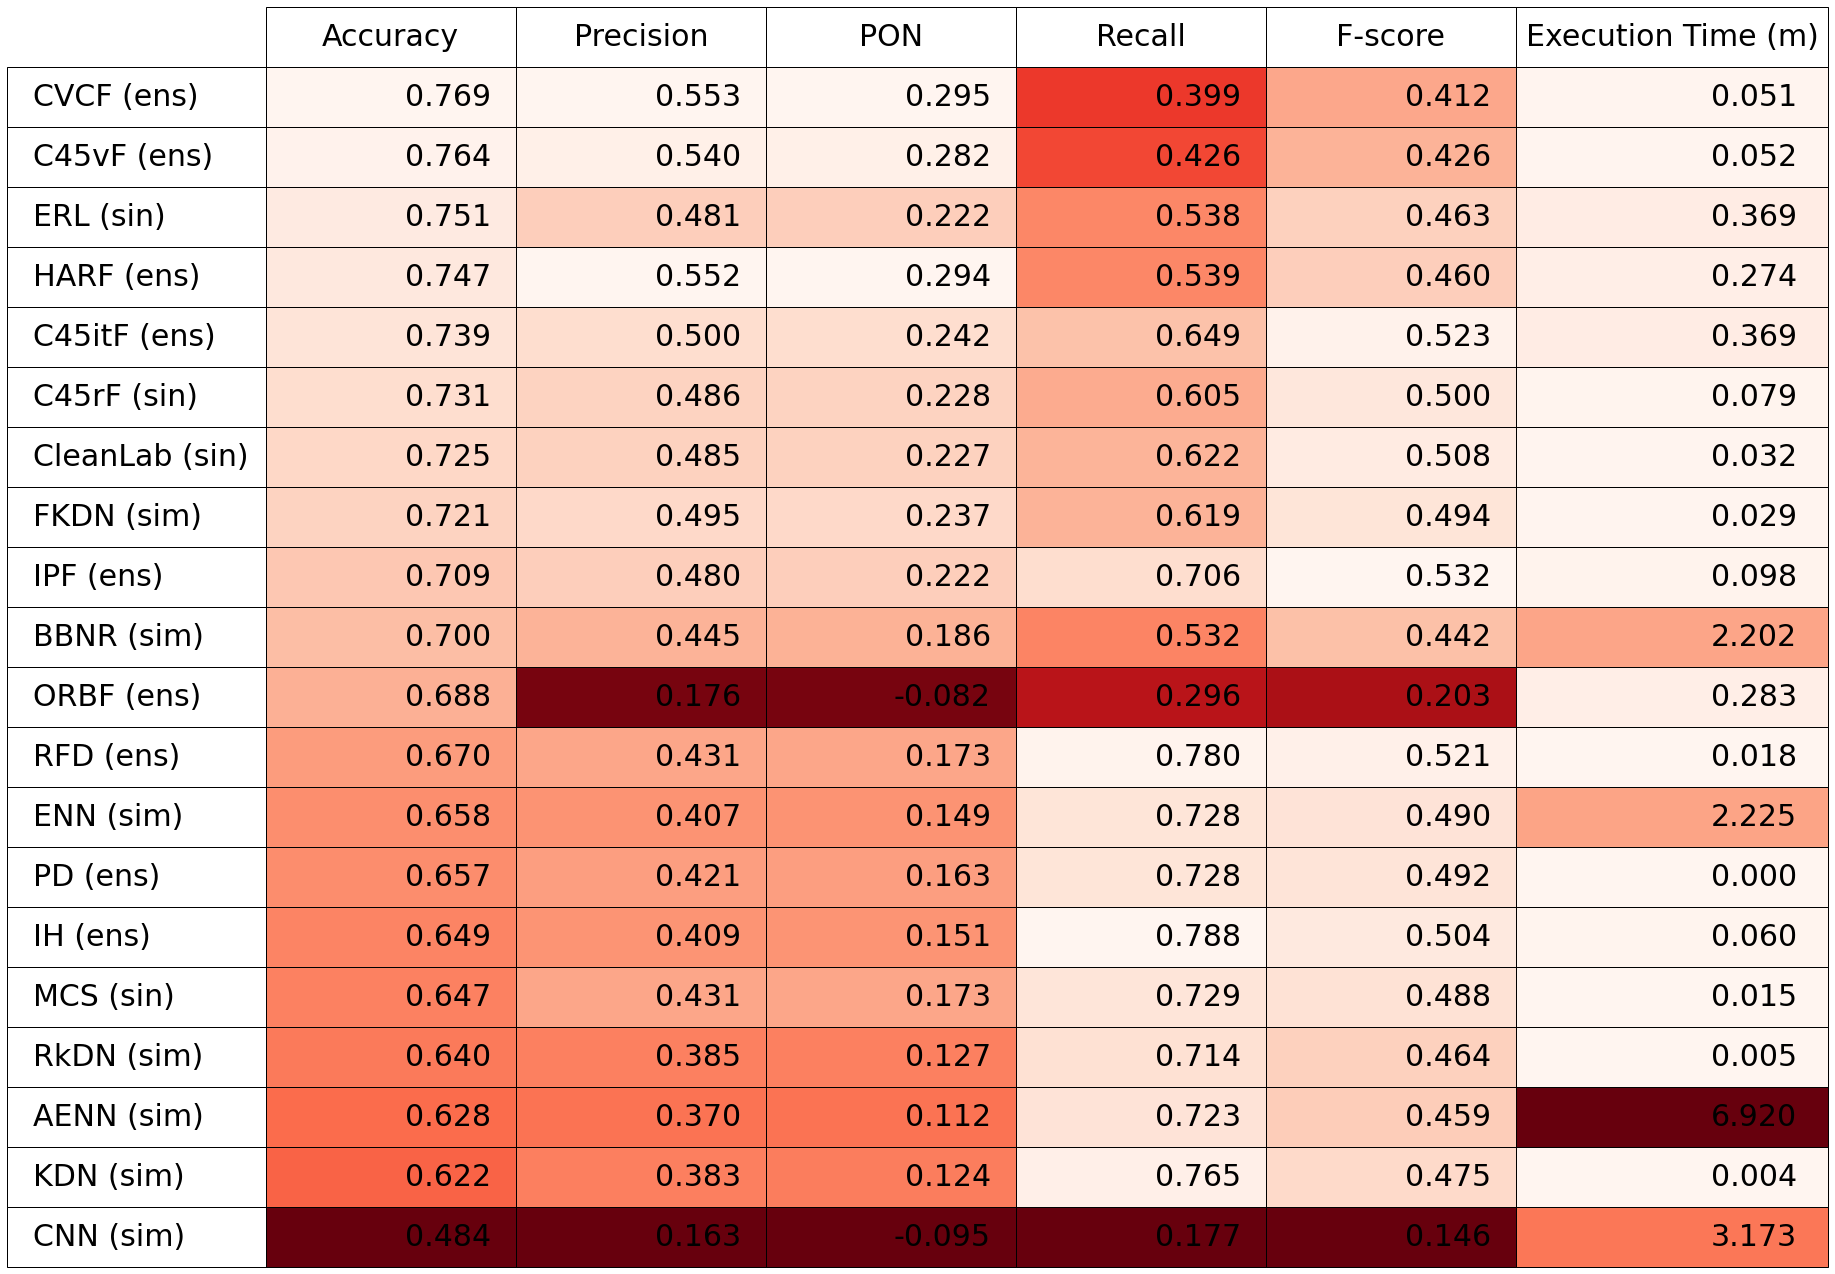 Accuracy Precision PON Recall F-score Execution Time (m)
CVCF (ens) 0.769 0.553 0.295 0.399 0.412 0.051
C45vF (ens) 0.764 0.540 0.282 0.426 0.426 0.052
ERL (sin) 0.751 0.481 0.222 0.538 0.463 0.369
HARF (ens) 0.747 0.552 0.294 0.539 0.460 0.274
C45itF (ens) 0.739 0.500 0.242 0.649 0.523 0.369
C45rF (sin) 0.731 0.486 0.228 0.605 0.500 0.079
CleanLab (sin) 0.725 0.485 0.227 0.622 0.508 0.032
FKDN (sim) 0.721 0.495 0.237 0.619 0.494 0.029
IPF (ens) 0.709 0.480 0.222 0.706 0.532 0.098
BBNR (sim) 0.700 0.445 0.186 0.532 0.442 2.202
ORBF (ens) 0.688 0.176 -0.082 0.296 0.203 0.283
RFD (ens) 0.670 0.431 0.173 0.780 0.521 0.018
ENN (sim) 0.658 0.407 0.149 0.728 0.490 2.225
PD (ens) 0.657 0.421 0.163 0.728 0.492 0.000
IH (ens) 0.649 0.409 0.151 0.788 0.504 0.060
MCS (sin) 0.647 0.431 0.173 0.729 0.488 0.015
RkDN (sim) 0.640 0.385 0.127 0.714 0.464 0.005
AENN (sim) 0.628 0.370 0.112 0.723 0.459 6.920
KDN (sim) 0.622 0.383 0.124 0.765 0.475 0.004
CNN (sim) 0.484 0.163 -0.095 0.177 0.146 3.173